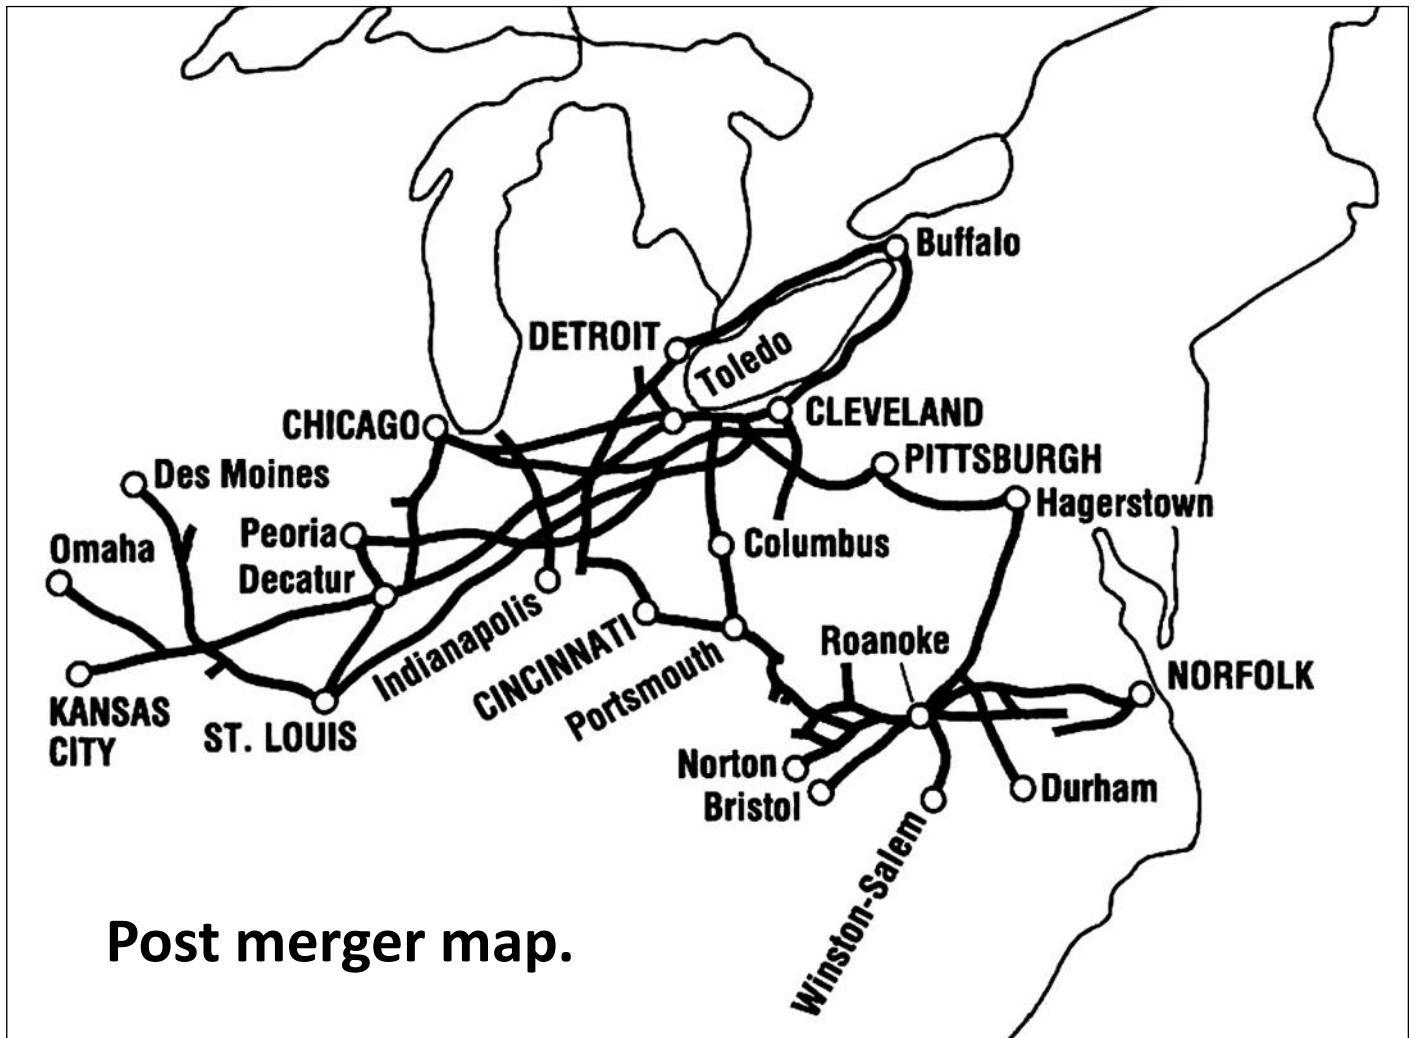 Buffalo
DETROIT
Toledo
CHICAGO
CLEVELAND
Des Moines
PITTSBURGH
Hagerstown
Omaha
Peoria
Columbus
Decatur
Indianapolis
CINCINNATI
Portsmouth
Roanoke
NORFOLK
KANSAS
CITY
ST. LOUIS
Norton
Bristol
Durham
Winston-Salem
Post merger map.